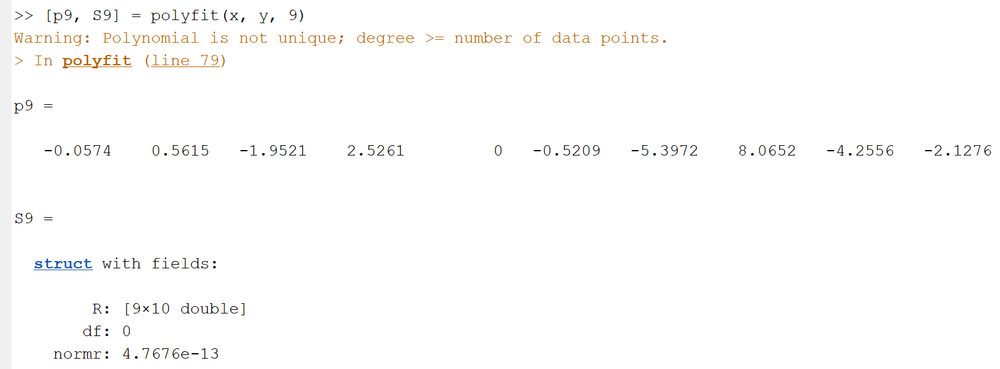 >> [p9, S9] = polyfit(x, y, 9)
Warning: Polynomial is not unique; degree >= number of data points.
> In polyfit (line 79)
p9 =
-0.0574 0.5615 -1.9521 2.5261 0 -0.5209 -5.3972 8.0652 -4.2556 -2.1276
S9 =
struct with fields:
R: [9×10 double]
df: 0
normr: 4.7676e-13